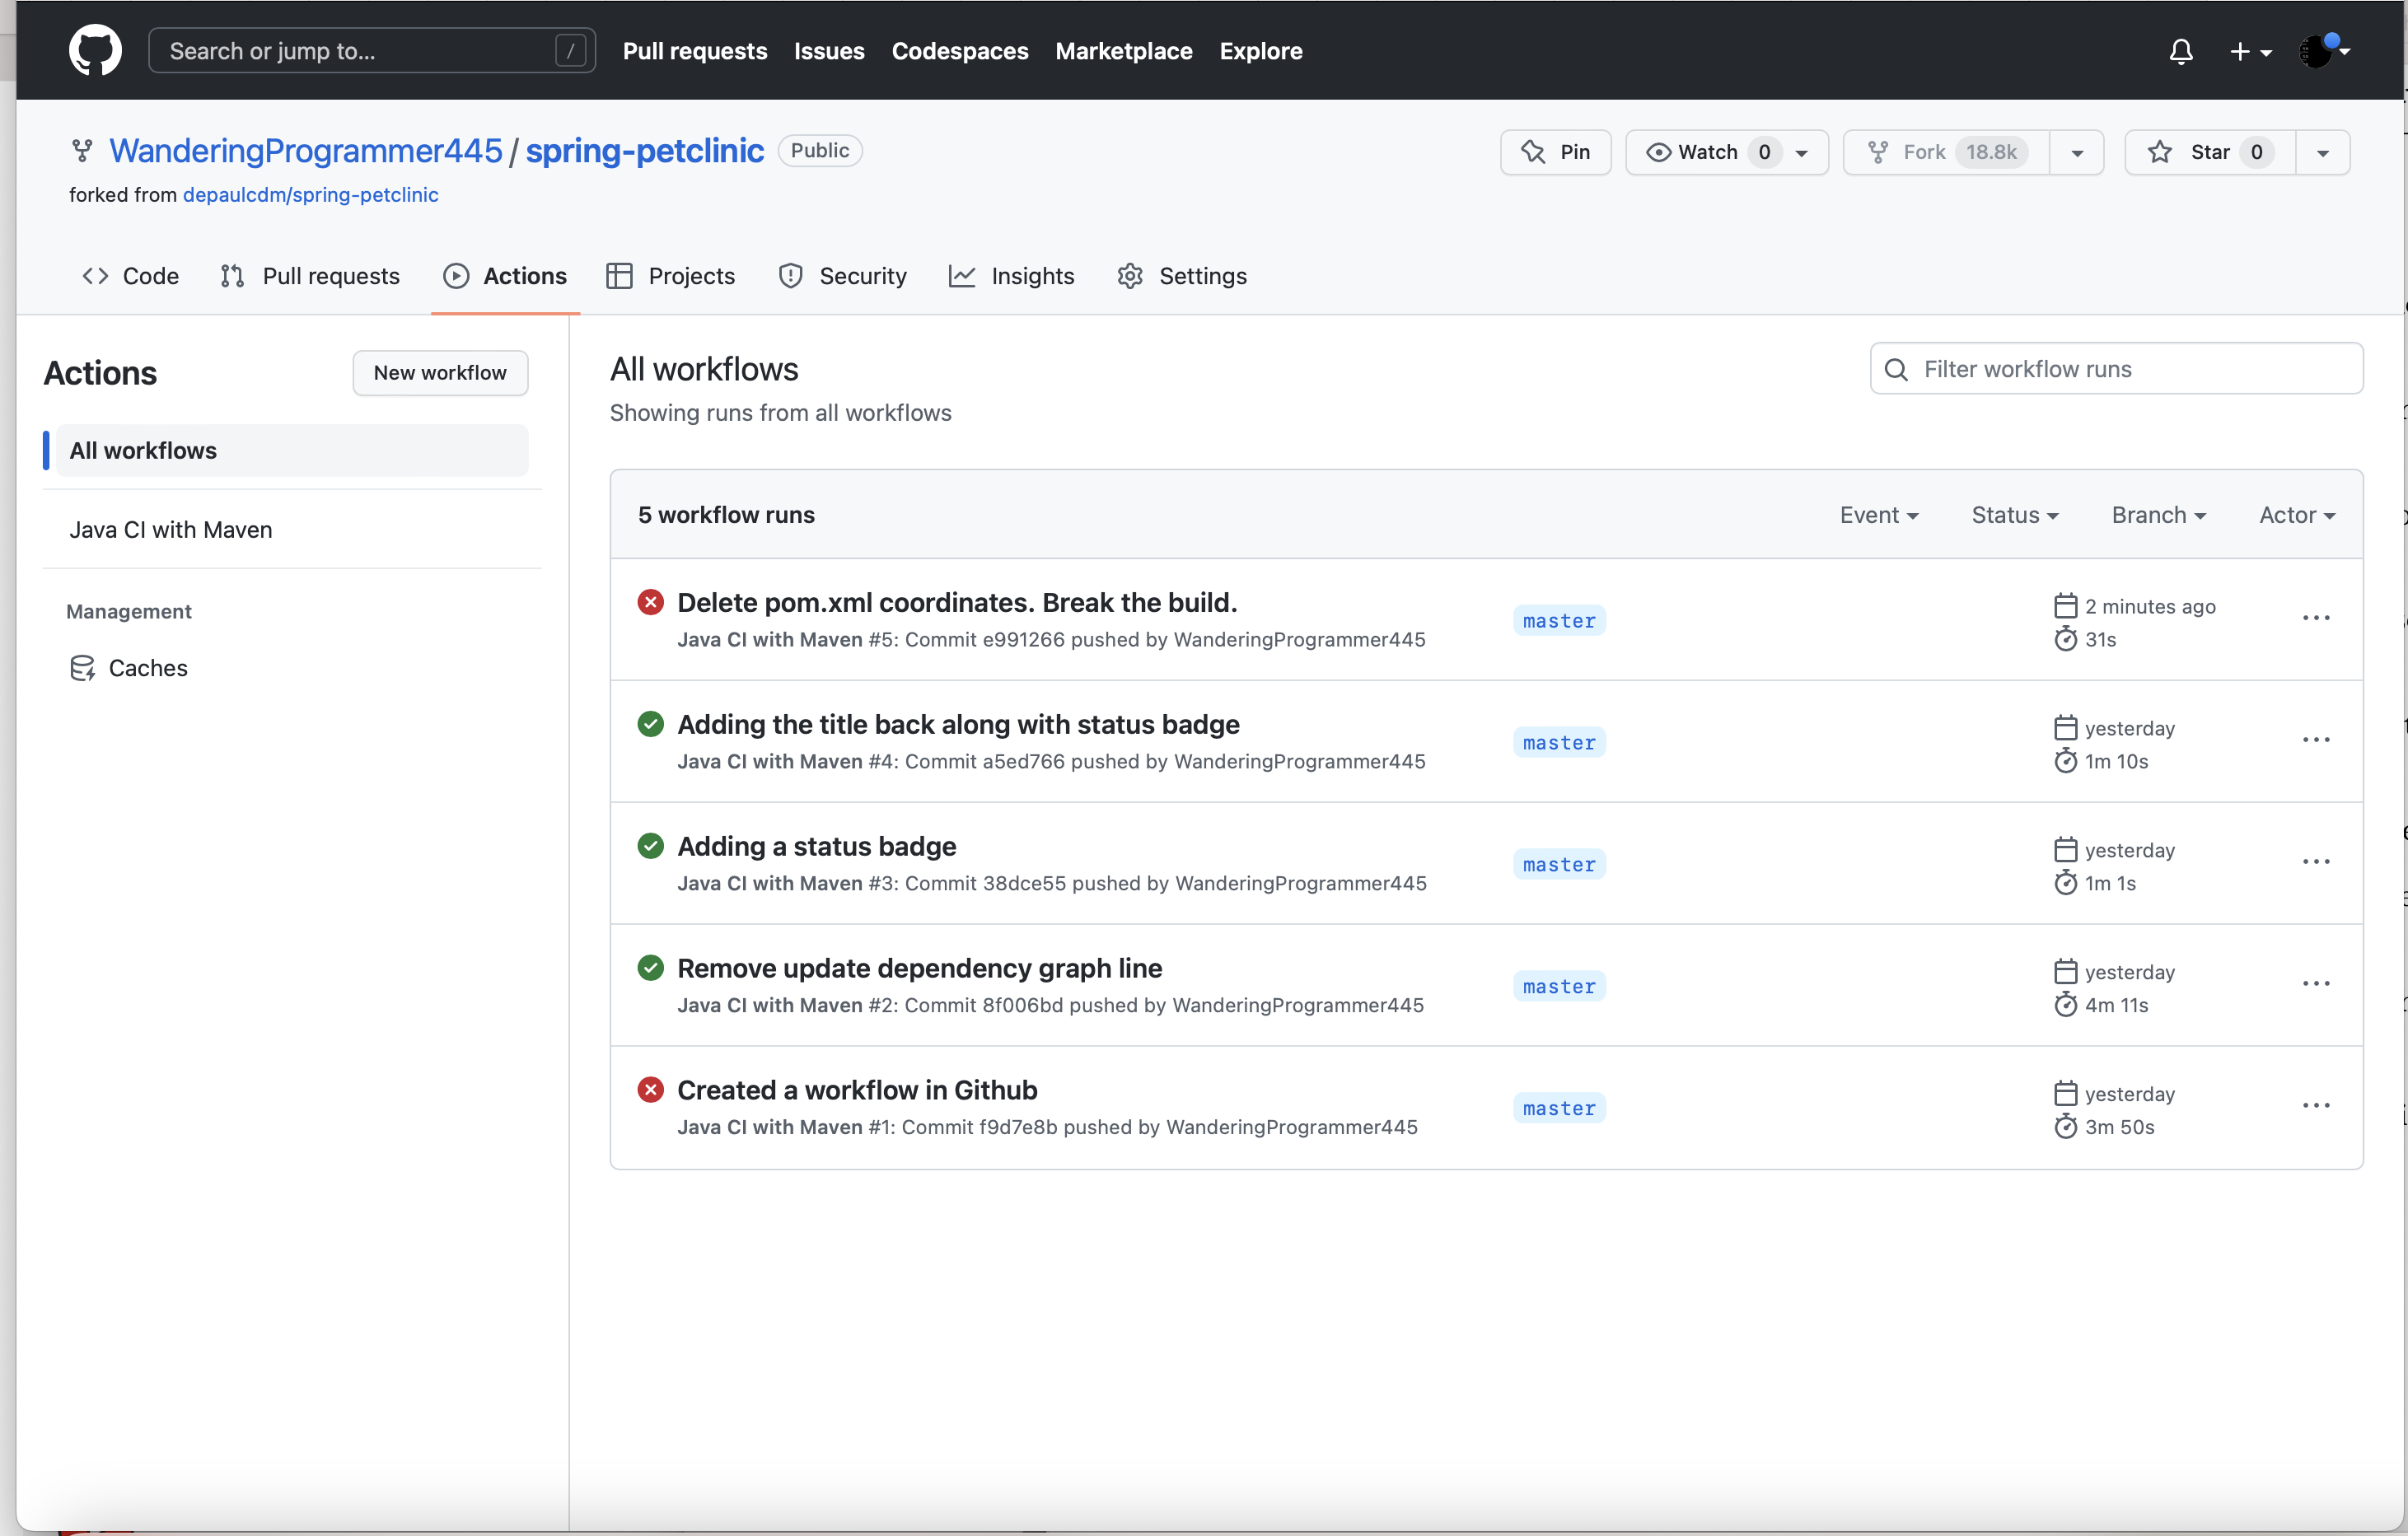 Search or jump to... /
Pull requests Issues Codespaces Marketplace Explore
WanderingProgrammer445 / spring-petclinic Public
Pin Watch 0 Fork 18.8k Star 0
forked from depaulcdm/spring-petclinic
Code Pull requests Actions Projects Security Insights Settings
Actions
New workflow
All workflows
Java CI with Maven
Management
Caches
All workflows
Showing runs from all workflows
Filter workflow runs
5 workflow runs
Event Status Branch Actor
Delete pom.xml coordinates. Break the build.
Java CI with Maven #5: Commit e991266 pushed by WanderingProgrammer445
master
2 minutes ago
31s
Adding the title back along with status badge
Java CI with Maven #4: Commit a5ed766 pushed by WanderingProgrammer445
master
yesterday
1m 10s
Adding a status badge
Java CI with Maven #3: Commit 38dce55 pushed by WanderingProgrammer445
master
yesterday
1m 1s
Remove update dependency graph line
Java CI with Maven #2: Commit 8f006bd pushed by WanderingProgrammer445
master
yesterday
4m 11s
Created a workflow in Github
Java CI with Maven #1: Commit f9d7e8b pushed by WanderingProgrammer445
master
yesterday
3m 50s